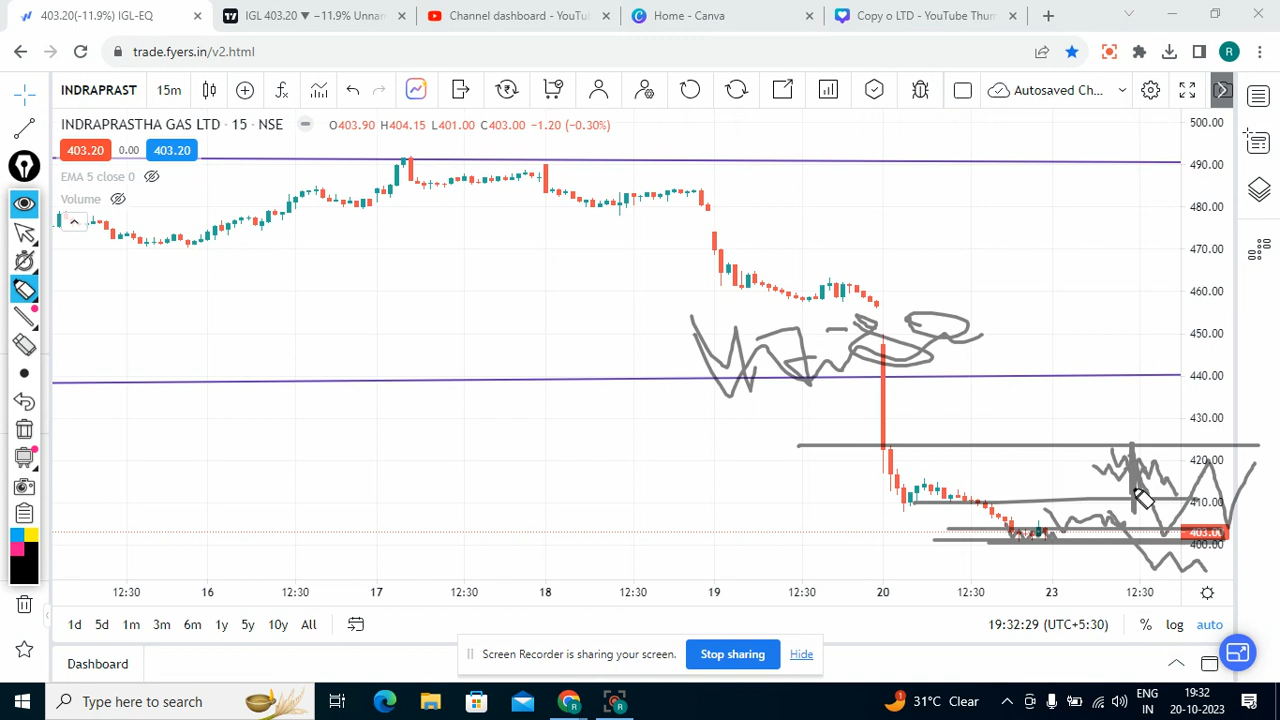 403.20(-11.9%) IGL-EQ
IGL 403.20 ▼ −11.9% Unnam
Channel dashboard - YouTu
Home - Canva
Copy o LTD - YouTube Thum
trade.fyers.in/v2.html
R
INDRAPRAST
15m
Autosaved Ch...
INDRAPRASTHA GAS LTD · 15 · NSE
O403.90 H404.15 L401.00 C403.00 −1.20 (−0.30%)
403.20
0.00
403.20
EMA 5 close 0
Volume
500.00
490.00
480.00
470.00
460.00
450.00
440.00
430.00
420.00
410.00
403.00
400.00
12:30
16
12:30
17
12:30
18
12:30
19
12:30
20
12:30
23
12:30
1d
5d
1m
3m
6m
1y
5y
10y
All
19:32:29 (UTC+5:30)
%
log
auto
Screen Recorder is sharing your screen.
Stop sharing
Hide
Dashboard
Type here to search
31°C Clear
ENG
IN
19:32
20-10-2023